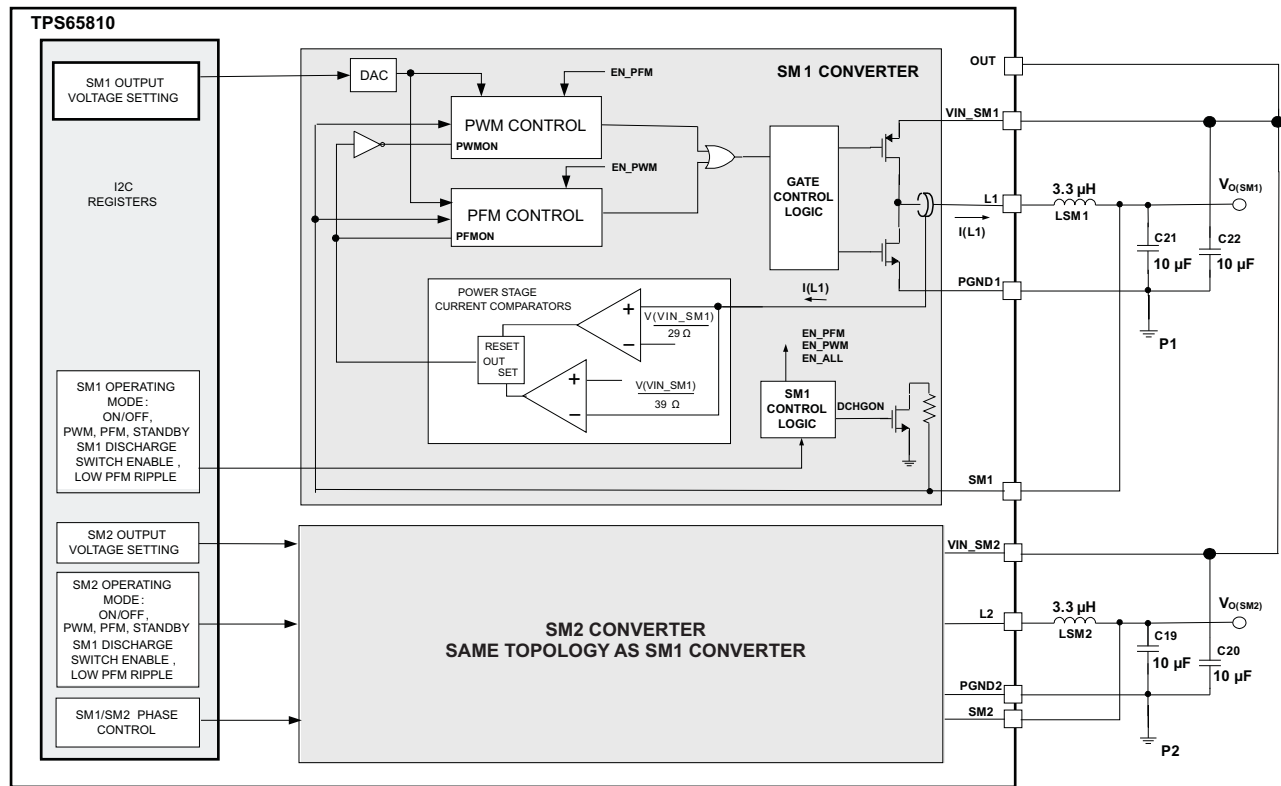 TPS65810
SM1 OUTPUT
VOLTAGE SETTING
I2C
REGISTERS
SM1 OPERATING
MODE:
ON/OFF,
PWM, PFM, STANDBY
SM1 DISCHARGE
SWITCH ENABLE ,
LOW PFM RIPPLE
SM2 OUTPUT
VOLTAGE SETTING
SM2 OPERATING
MODE:
ON/OFF,
PWM, PFM, STANDBY
SM1 DISCHARGE
SWITCH ENABLE ,
LOW PFM RIPPLE
SM1/SM2 PHASE
CONTROL
DAC
EN_PFM
SM1 CONVERTER
PWM CONTROL
PWMON
EN_PWM
PFM CONTROL
PFMON
GATE
CONTROL
LOGIC
I(L1)
POWER STAGE
CURRENT COMPARATORS
RESET
OUT
SET
+
V(VIN_SM1)
29 Ω
−
+
V(VIN_SM1)
39 Ω
−
EN_PFM
EN_PWM
EN_ALL
SM1
CONTROL
LOGIC
DCHGON
SM2 CONVERTER
SAME TOPOLOGY AS SM1 CONVERTER
OUT
VIN_SM1
L1
I(L1)
PGND1
SM1
VIN_SM2
L2
PGND2
SM2
3.3 µH
LSM1
VO(SM1)
C21
10 µF
C22
10 µF
P1
3.3 µH
LSM2
VO(SM2)
C19
10 µF
C20
10 µF
P2